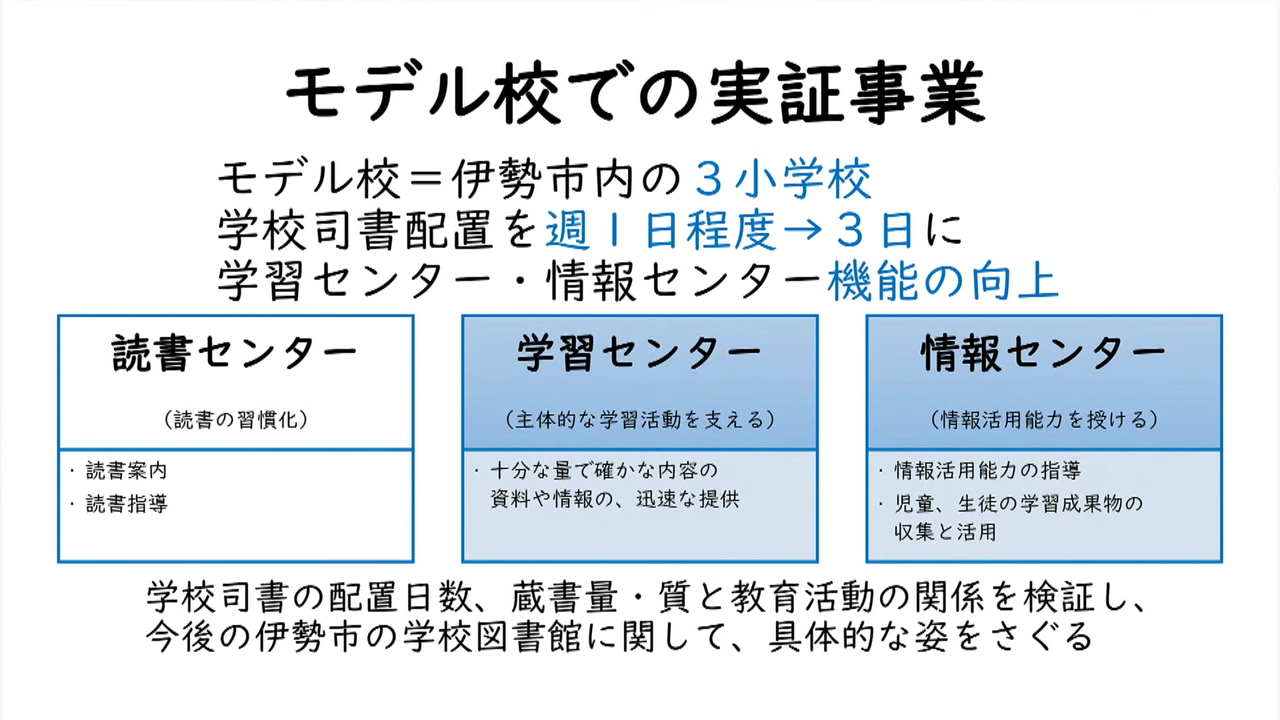 モデル校での実証事業
モデル校＝伊勢市内の３小学校
学校司書配置を週１日程度→３日に
学習センター・情報センター機能の向上
読書センター
（読書の習慣化）
・読書案内
・読書指導
学習センター
（主体的な学習活動を支える）
・十分な量で確かな内容の
資料や情報の、迅速な提供
情報センター
（情報活用能力を授ける）
・情報活用能力の指導
・児童、生徒の学習成果物の
収集と活用
学校司書の配置日数、蔵書量・質と教育活動の関係を検証し、
今後の伊勢市の学校図書館に関して、具体的な姿をさぐる